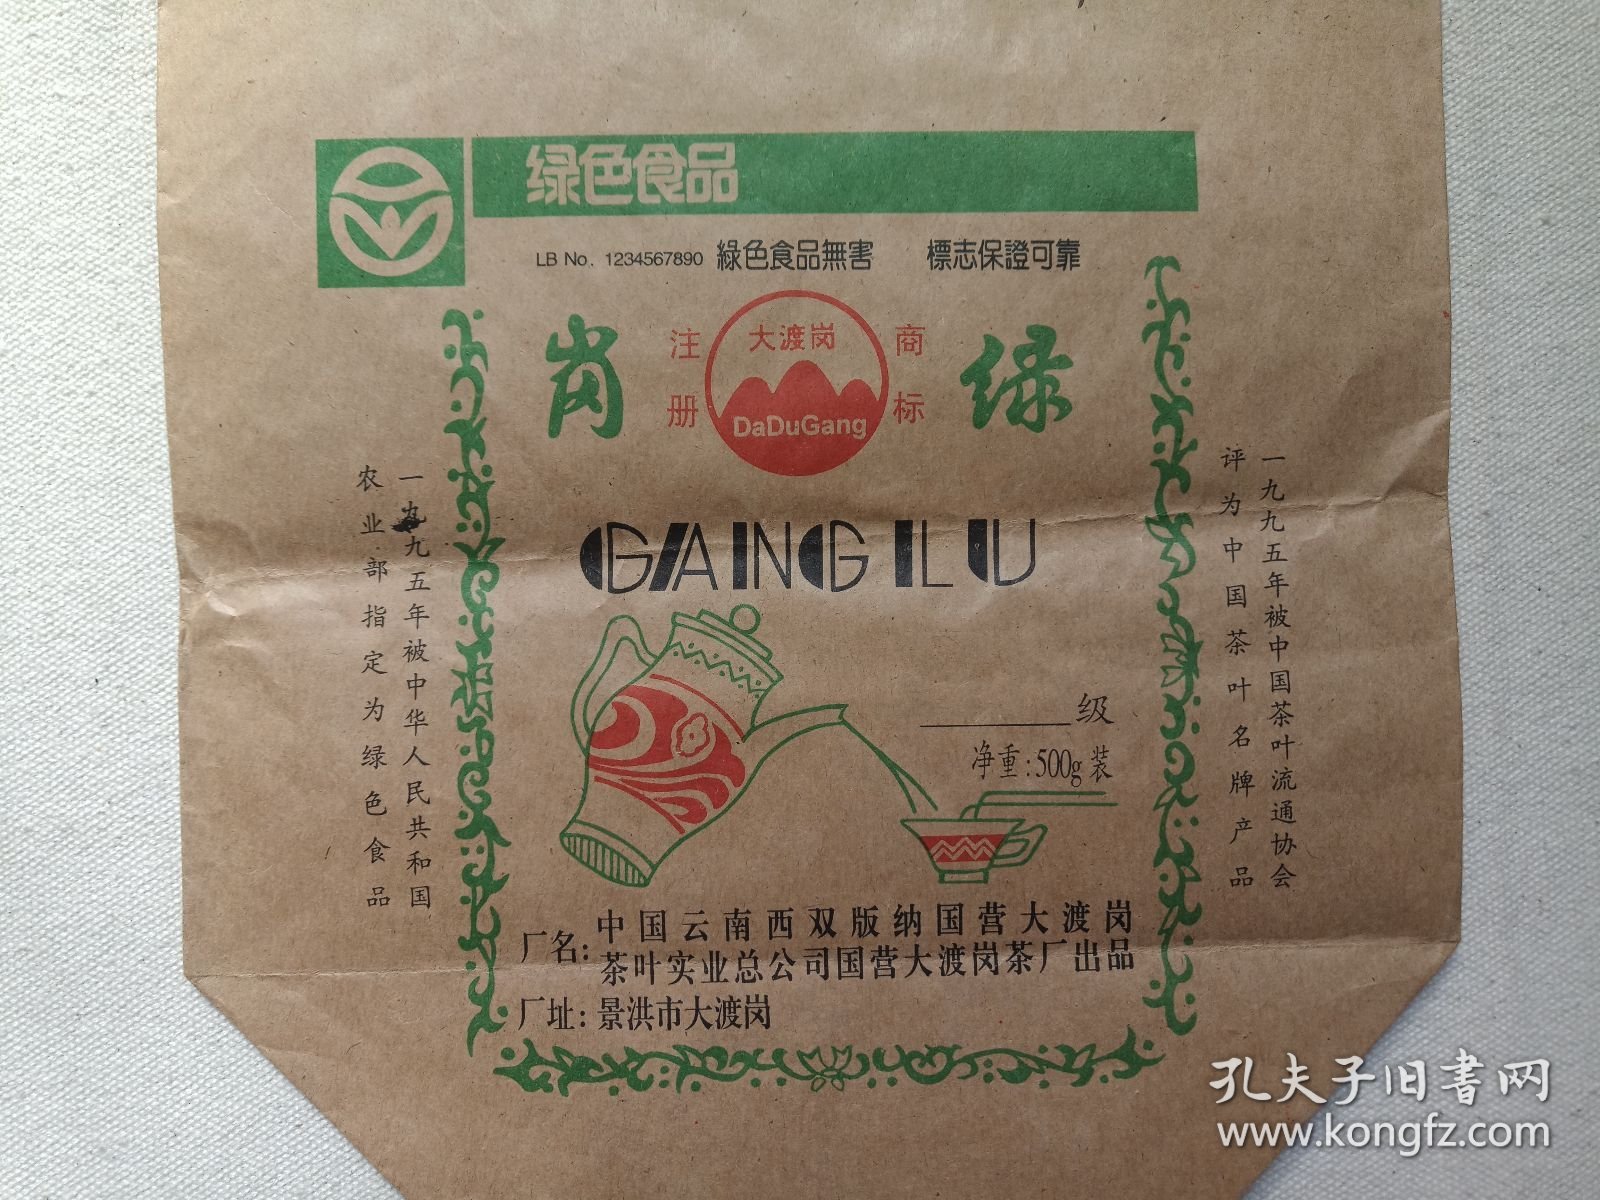 绿色食品
LB No. 1234567890 綠色食品無害 標志保證可靠
岗 绿
注册 商标
大渡岗
DaDuGang
GANG LU
一九九五年被中华人民共和国
农业部指定为绿色食品
一九九五年被中国茶叶流通协会
评为中国茶叶名牌产品
级
净重:500g装
厂名:中国云南西双版纳国营大渡岗
茶叶实业总公司国营大渡岗茶厂出品
厂址:景洪市大渡岗
孔夫子旧书网
www.kongfz.com